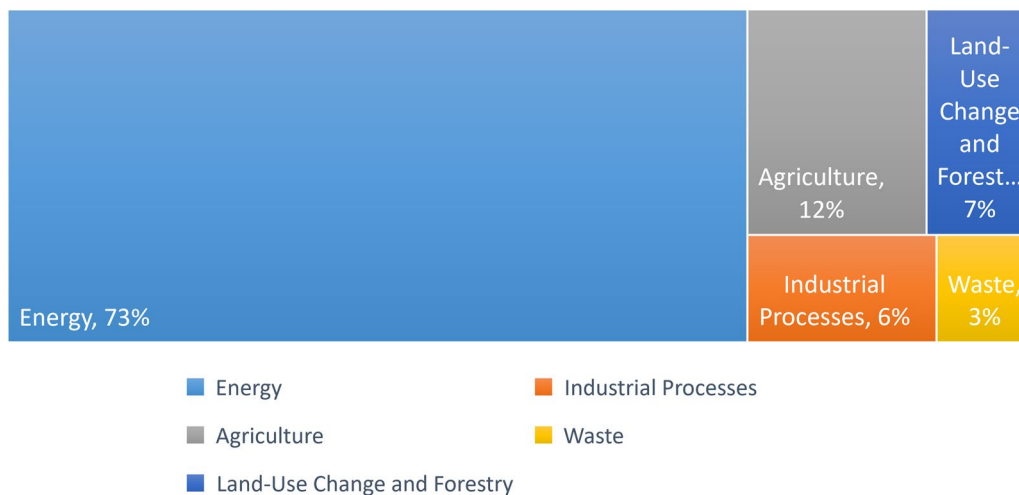 Energy, 73%
Agriculture,
12%
Land-
Use
Change
and
Forest...
7%
Industrial
Processes, 6%
Waste,
3%
Energy
Industrial Processes
Agriculture
Waste
Land-Use Change and Forestry